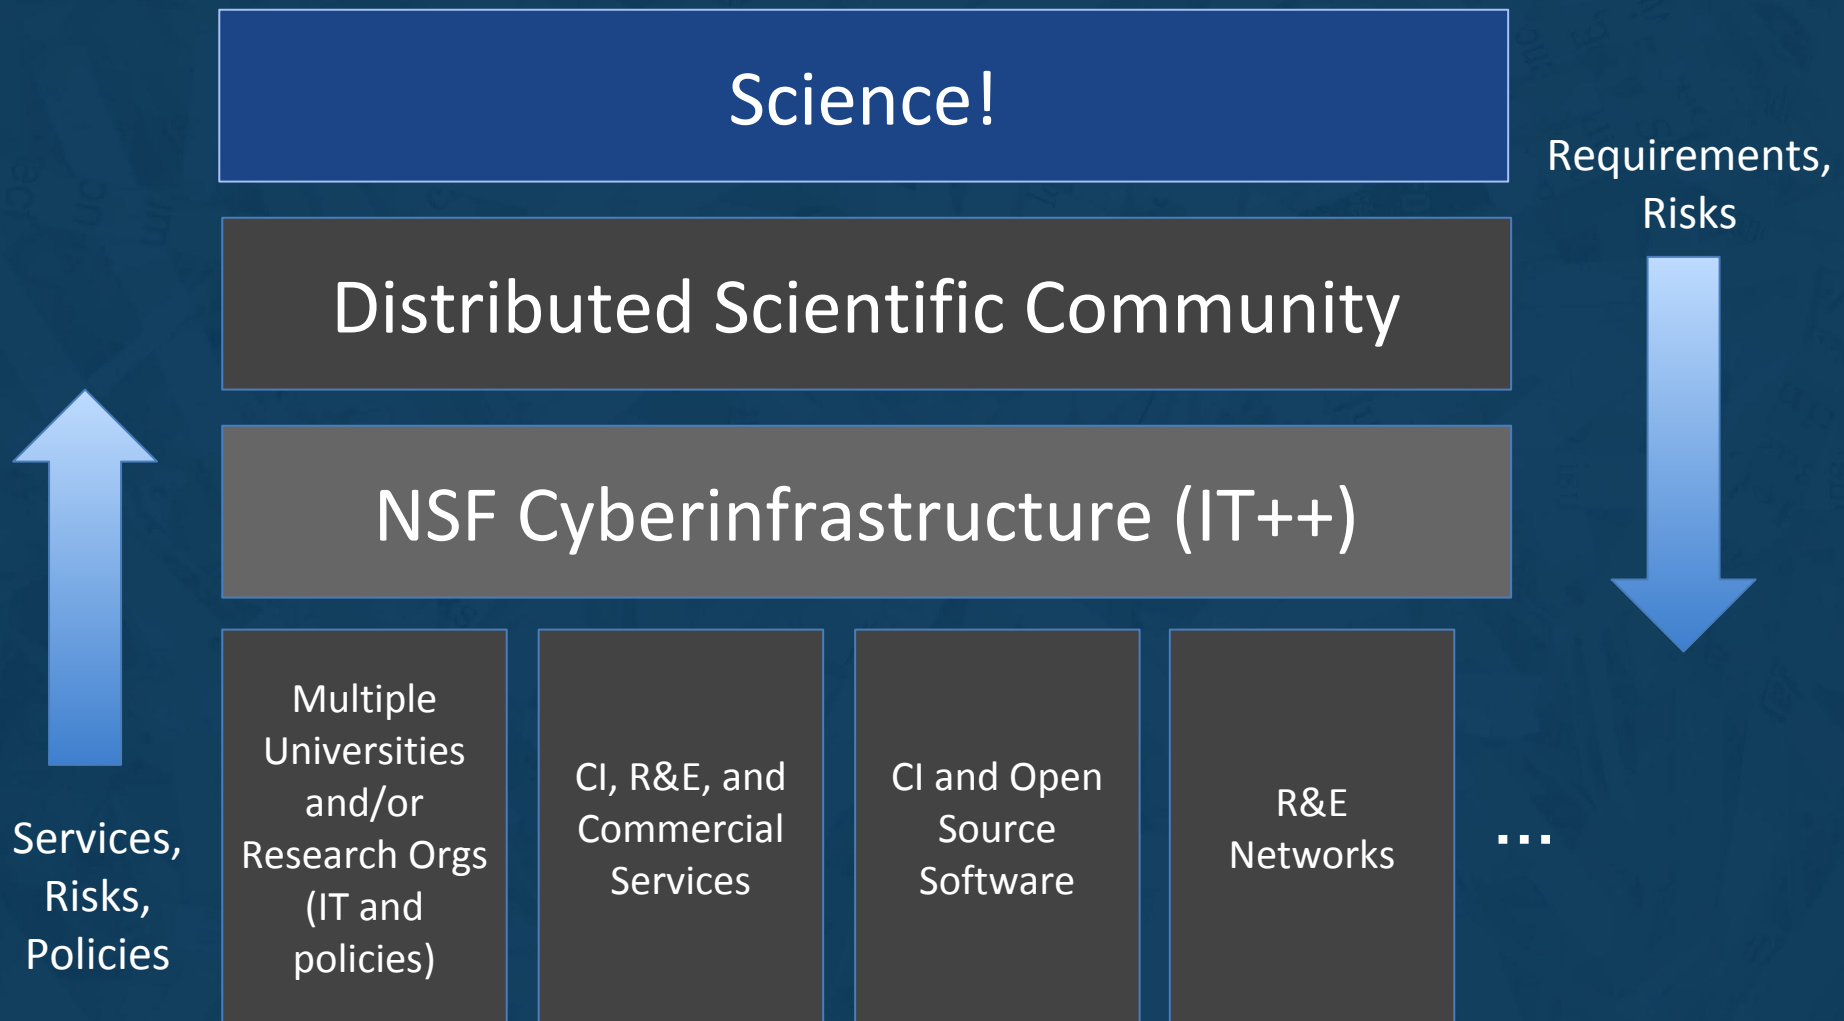 Science!
Requirements,
Risks
Distributed Scientific Community
NSF Cyberinfrastructure (IT++)
Services,
Risks,
Policies
Multiple
Universities
and/or
Research Orgs
(IT and
policies)
CI, R&E, and
Commercial
Services
CI and Open
Source
Software
R&E
Networks
...